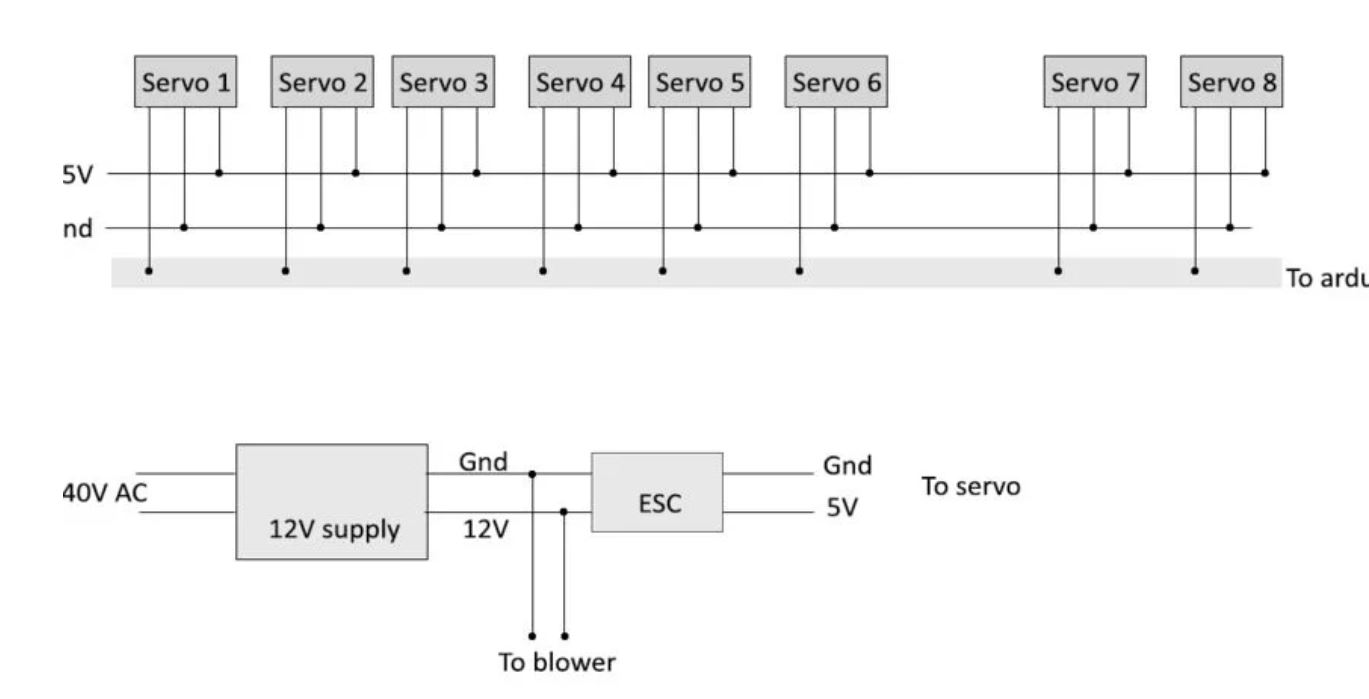 Servo 1 Servo 2 Servo 3 Servo 4 Servo 5 Servo 6 Servo 7 Servo 8
5V
nd
To ardu
Gnd
Gnd
40V AC
To servo
ESC
5V
12V supply
12V
To blower